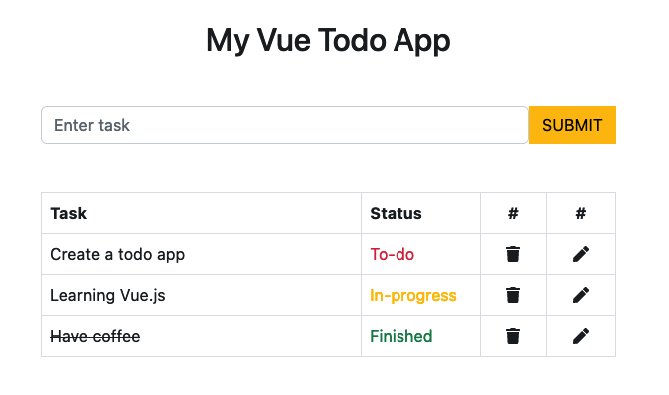 My Vue Todo App
Enter task SUBMIT
Task Status # #
Create a todo app To-do
Learning Vue.js In-progress
Have coffee Finished